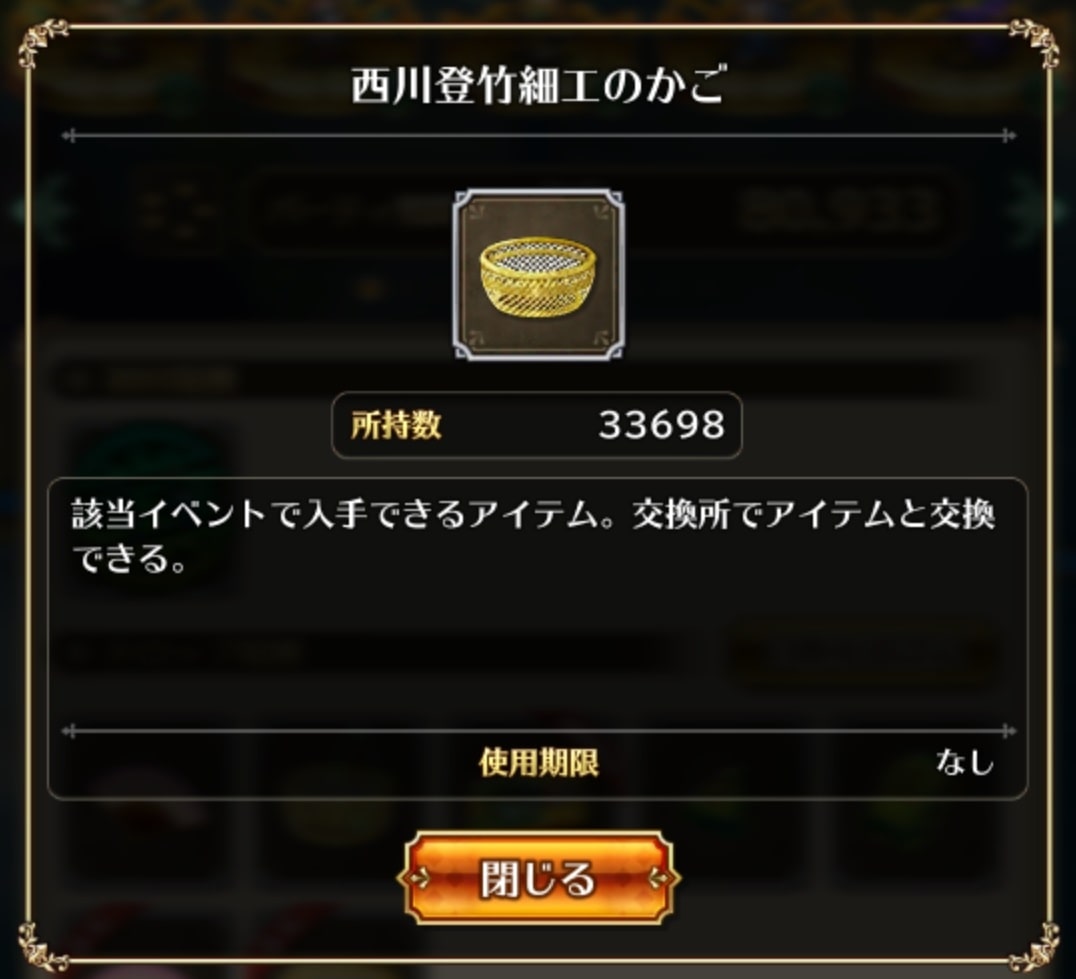 西川登竹細工のかご
所持数 33698
該当イベントで入手できるアイテム。交換所でアイテムと交換
できる。
使用期限 なし
閉じる